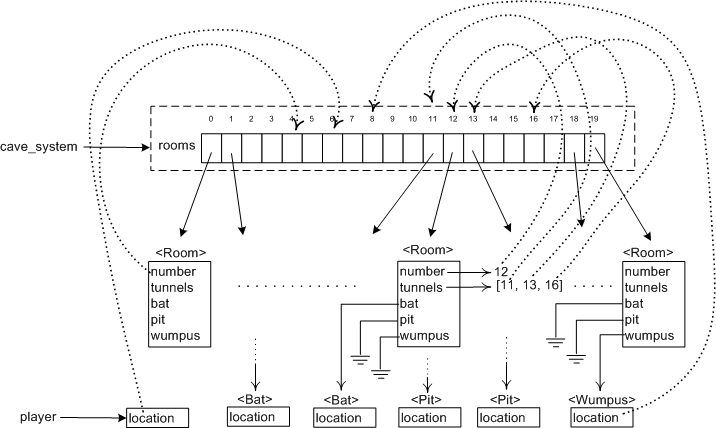 0 1 2 3 4 5 6 7 8 9 10 11 12 13 14 15 16 17 18 19
cave_system
rooms
<Room> <Room> <Room>
number number 12 number
tunnels tunnels [11, 13, 16] tunnels
bat bat bat
pit pit pit
wumpus wumpus wumpus
<Bat> <Bat> <Pit> <Pit> <Wumpus>
player location location location location location location